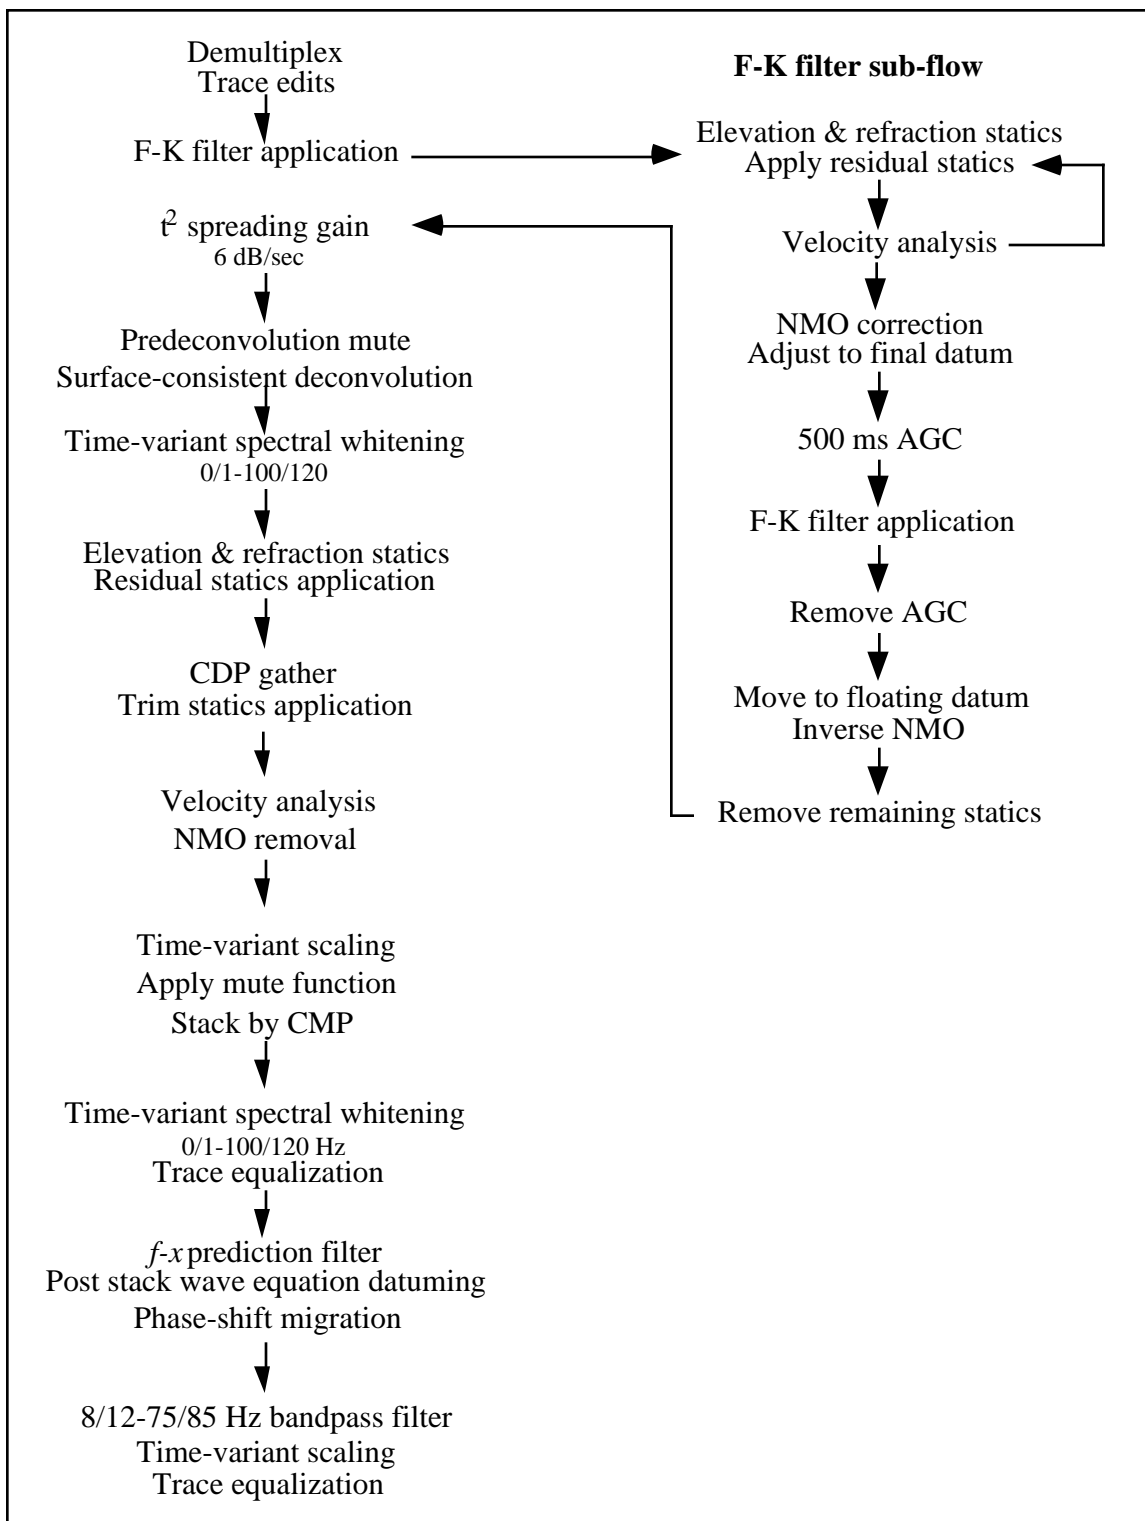 Demultiplex
Trace edits
F-K filter application
t² spreading gain
6 dB/sec
Predeconvolution mute
Surface-consistent deconvolution
Time-variant spectral whitening
0/1-100/120
Elevation & refraction statics
Residual statics application
CDP gather
Trim statics application
Velocity analysis
NMO removal
Time-variant scaling
Apply mute function
Stack by CMP
Time-variant spectral whitening
0/1-100/120 Hz
Trace equalization
f-x prediction filter
Post stack wave equation datuming
Phase-shift migration
8/12-75/85 Hz bandpass filter
Time-variant scaling
Trace equalization
F-K filter sub-flow
Elevation & refraction statics
Apply residual statics
Velocity analysis
NMO correction
Adjust to final datum
500 ms AGC
F-K filter application
Remove AGC
Move to floating datum
Inverse NMO
Remove remaining statics